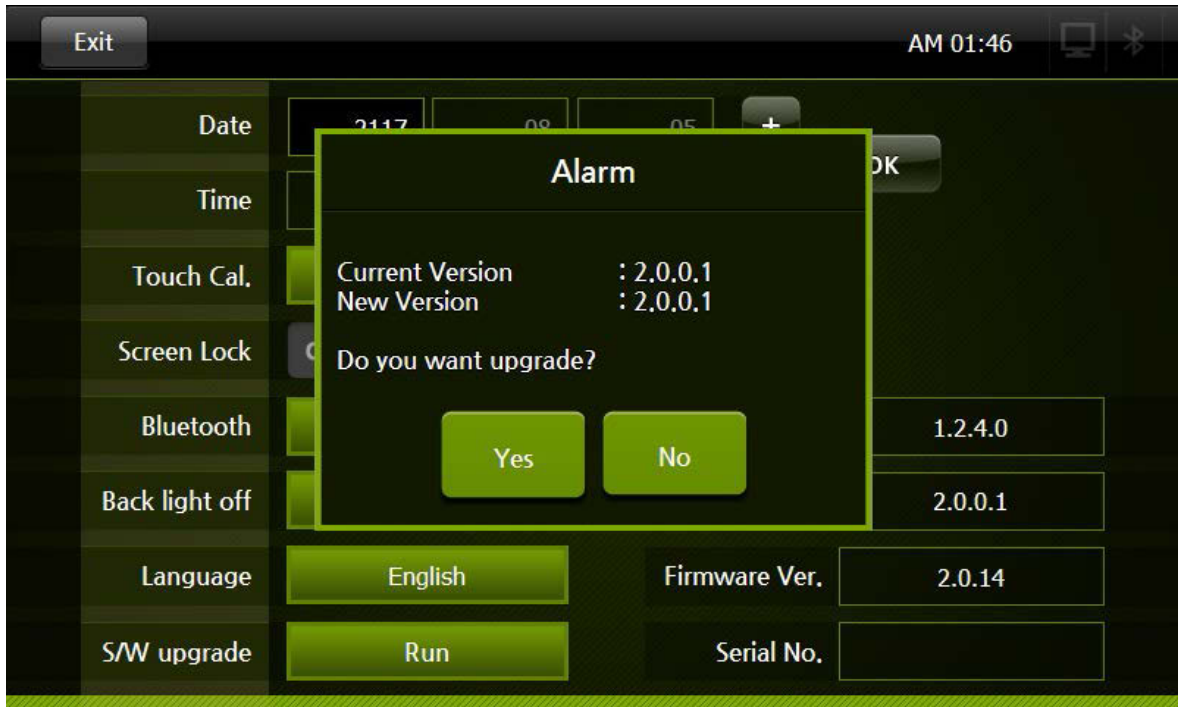 Exit
AM 01:46
Date 2117 08 05 +
OK
Time
Touch Cal.
Screen Lock
Bluetooth 1.2.4.0
Back light off 2.0.0.1
Language English Firmware Ver. 2.0.14
S/W upgrade Run Serial No.
Alarm
Current Version : 2.0.0.1
New Version : 2.0.0.1
Do you want upgrade?
Yes No